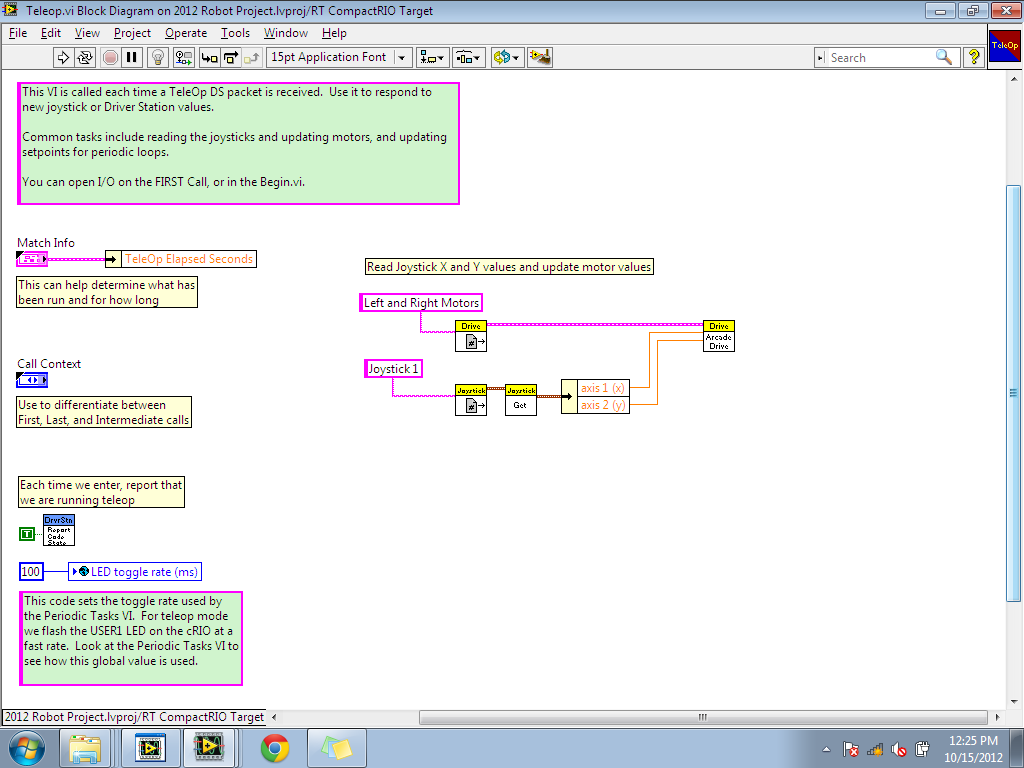 Teleop.vi Block Diagram on 2012 Robot Project.lvproj/RT CompactRIO Target
File Edit View Project Operate Tools Window Help
15pt Application Font
Search
TeleOp
This VI is called each time a TeleOp DS packet is received.  Use it to respond to
new joystick or Driver Station values.
Common tasks include reading the joysticks and updating motors, and updating
setpoints for periodic loops.
You can open I/O on the FIRST Call, or in the Begin.vi.
Match Info
TeleOp Elapsed Seconds
This can help determine what has
been run and for how long
Read Joystick X and Y values and update motor values
Left and Right Motors
Drive
#
Drive
Arcade
Drive
Call Context
Use to differentiate between
First, Last, and Intermediate calls
Joystick 1
Joystick
#
Joystick
Get
axis 1 (x)
axis 2 (y)
Each time we enter, report that
we are running teleop
T
DrvrStn
Report
Code
State
100
LED toggle rate (ms)
This code sets the toggle rate used by
the Periodic Tasks VI.  For teleop mode
we flash the USER1 LED on the cRIO at a
fast rate.  Look at the Periodic Tasks VI to
see how this global value is used.
2012 Robot Project.lvproj/RT CompactRIO Target
12:25 PM
10/15/2012